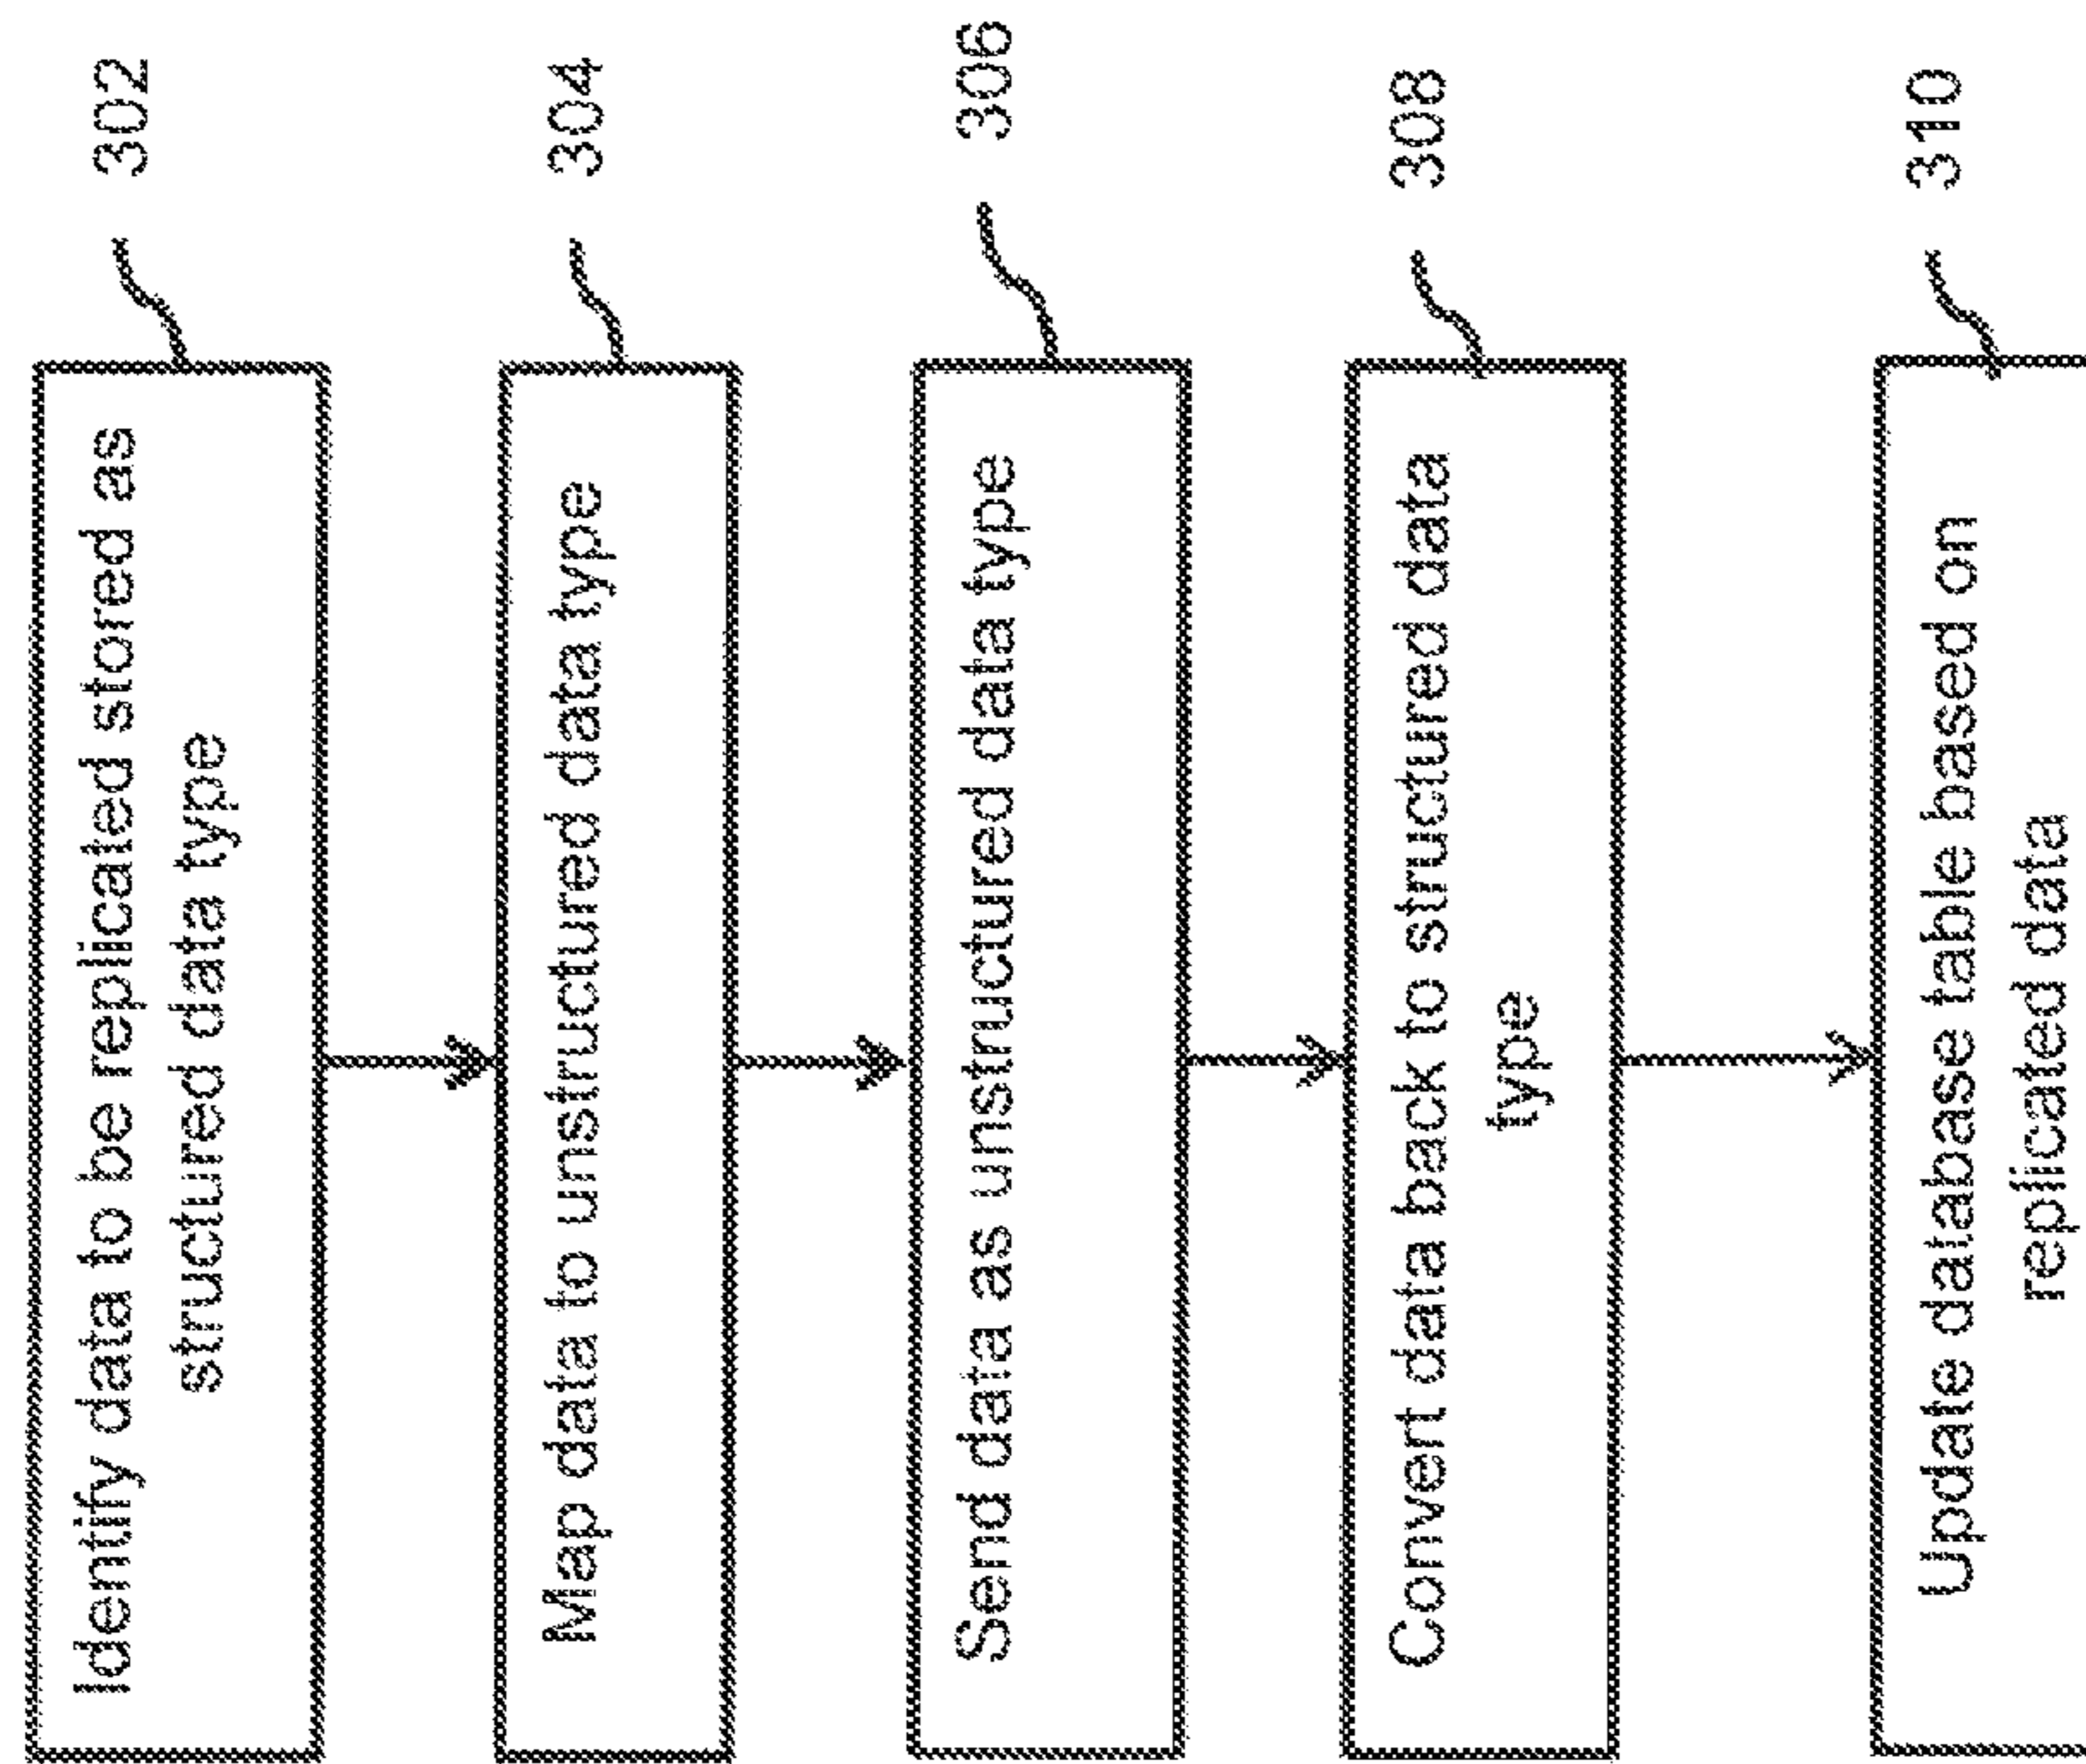 Identify data to be replicated stored as
structured data type
302
Map data to unstructured data type
304
Send data as unstructured data type
306
Convert data back to structured data
type
308
Update database table based on
replicated data
310